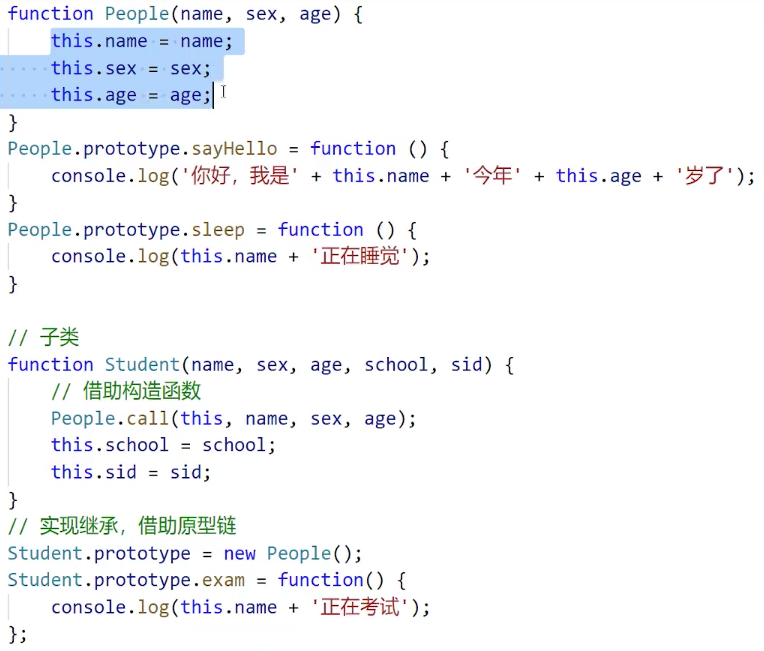 function People(name, sex, age) {
    this.name = name;
    this.sex = sex;
    this.age = age;
}
People.prototype.sayHello = function () {
    console.log('你好，我是' + this.name + '今年' + this.age + '岁了');
}
People.prototype.sleep = function () {
    console.log(this.name + '正在睡觉');
}

// 子类
function Student(name, sex, age, school, sid) {
    // 借助构造函数
    People.call(this, name, sex, age);
    this.school = school;
    this.sid = sid;
}
// 实现继承，借助原型链
Student.prototype = new People();
Student.prototype.exam = function() {
    console.log(this.name + '正在考试');
};